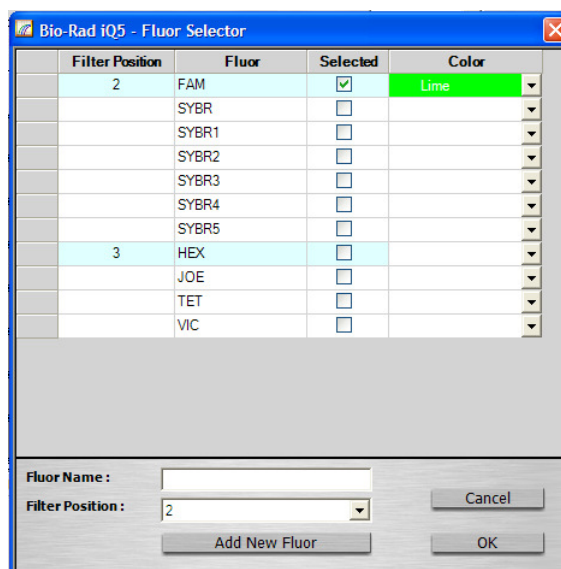 Bio-Rad iQ5 - Fluor Selector
Filter Position Fluor Selected Color
2 FAM Lime
SYBR
SYBR1
SYBR2
SYBR3
SYBR4
SYBR5
3 HEX
JOE
TET
VIC
Fluor Name :
Filter Position : 2
Cancel
Add New Fluor OK